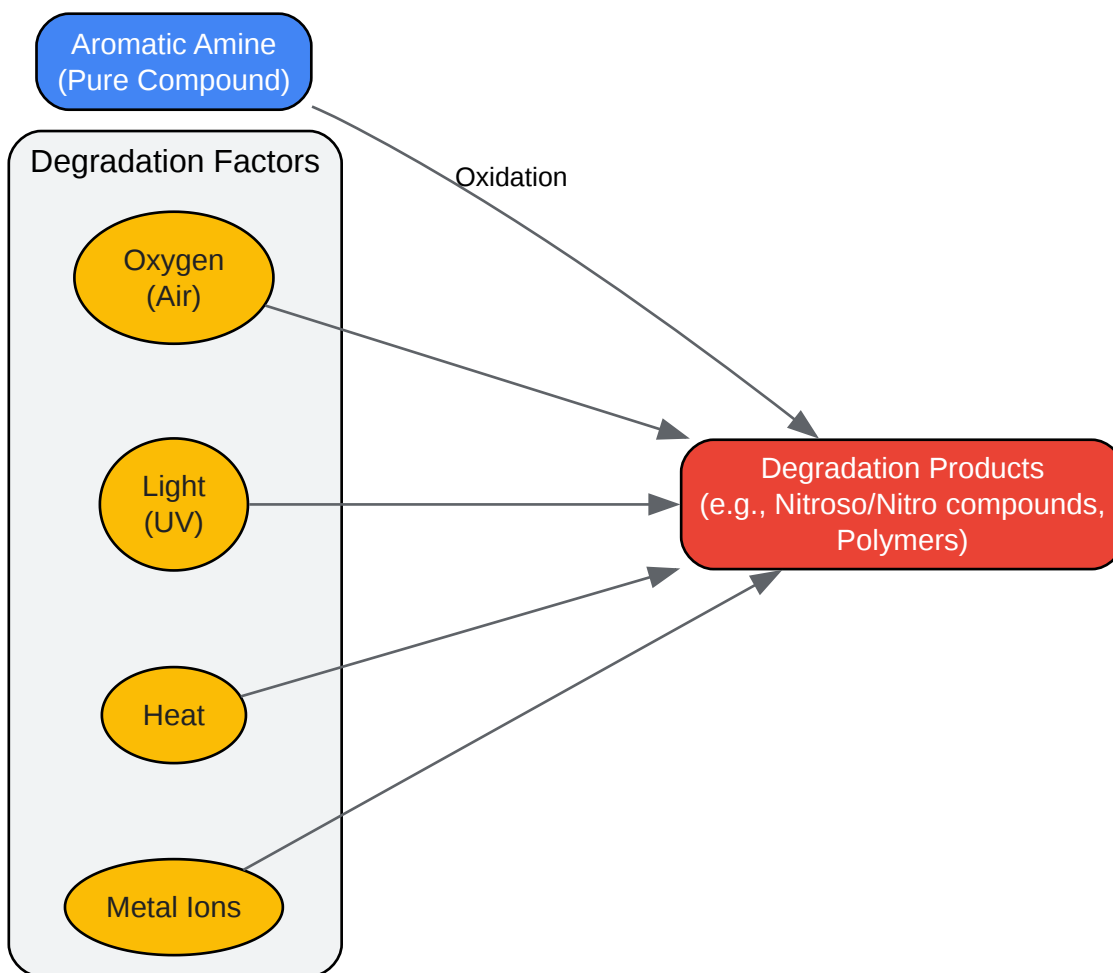 Aromatic Amine
(Pure Compound)
Degradation Factors
Oxidation
Oxygen
(Air)
Light
(UV)
Degradation Products
(e.g., Nitroso/Nitro compounds,
Polymers)
Heat
Metal Ions